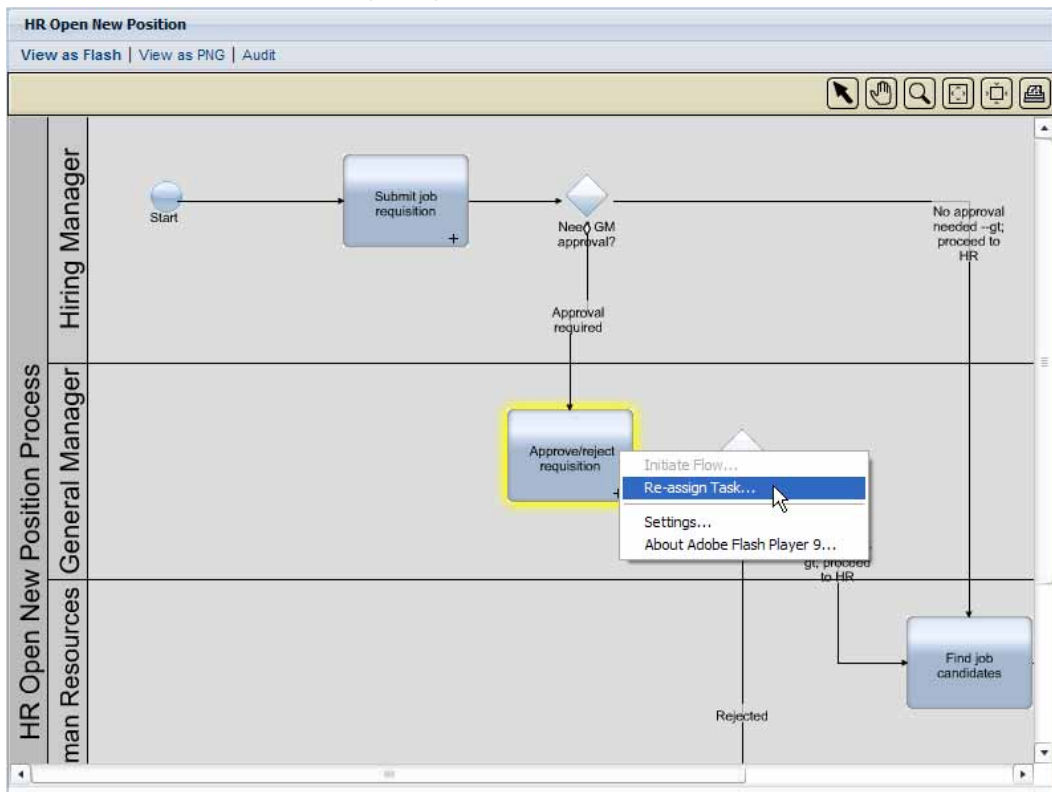 HR Open New Position
View as Flash | View as PNG | Audit
HR Open New Position Process
Hiring Manager
Start
Submit job
requisition
+
Need GM
approval?
No approval
needed --gt;
proceed to
HR
Approval
required
General Manager
Approve/reject
requisition
Initiate Flow...
Re-assign Task...
Settings...
About Adobe Flash Player 9...
gt; proceed
to HR
man Resources
Find job
candidates
Rejected